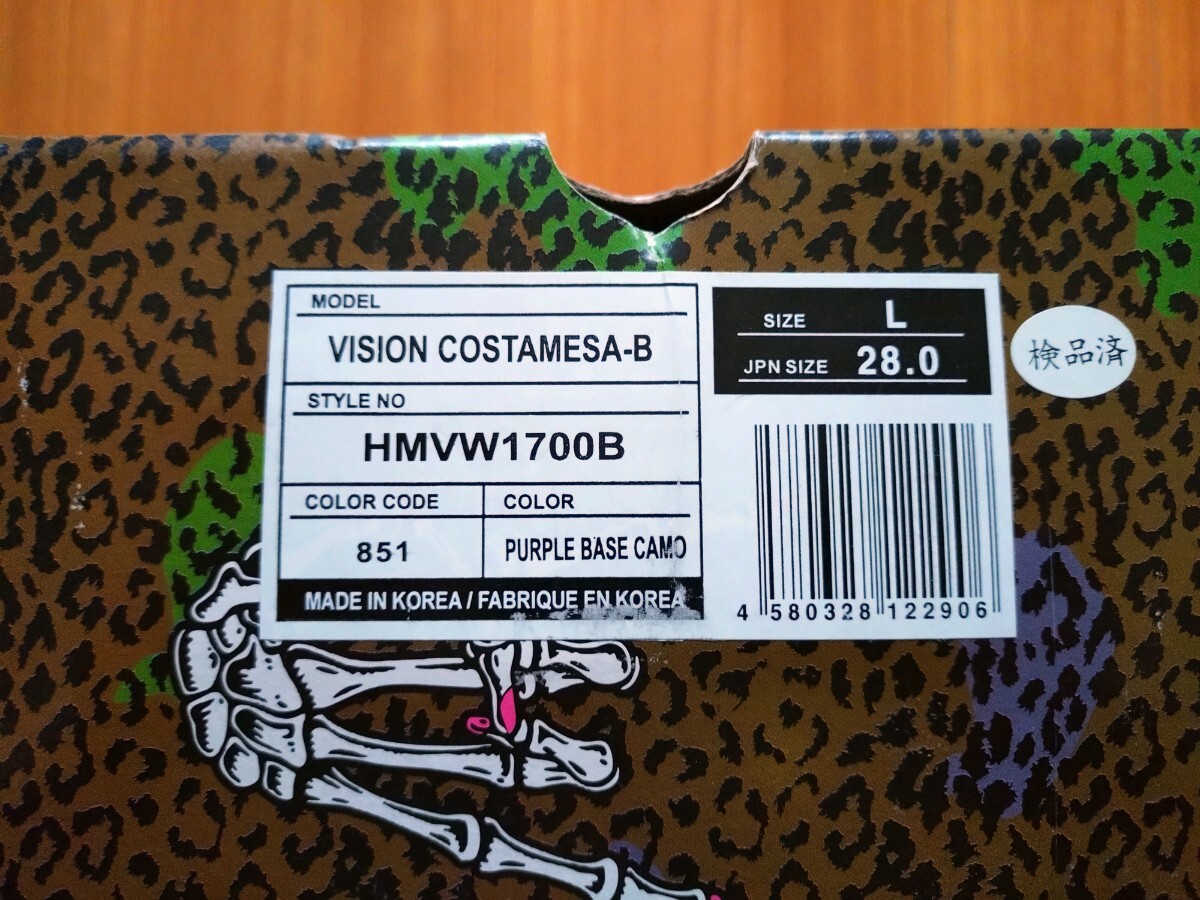 MODEL
VISION COSTAMESA-B
STYLE NO
HMVW1700B
COLOR CODE
851
COLOR
PURPLE BASE CAMO
MADE IN KOREA / FABRIQUE EN KOREA
SIZE L
JPN SIZE 28.0
4 580328 122906
検品済